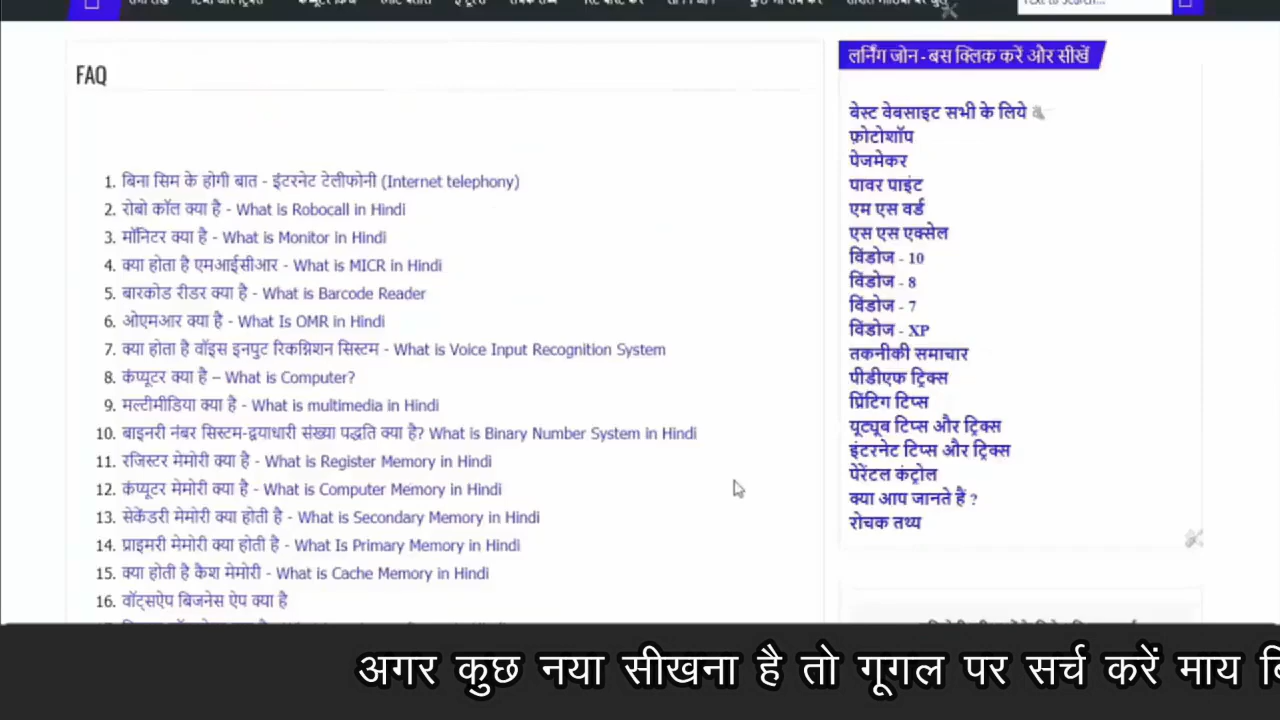 FAQ
1. बिना सिम के होगी बात - इंटरनेट टेलीफोनी (Internet telephony)
2. रोबो कॉल क्या है - What is Robocall in Hindi
3. मॉनिटर क्या है - What is Monitor in Hindi
4. क्या होता है एमआईसीआर - What is MICR in Hindi
5. बारकोड रीडर क्या है - What is Barcode Reader
6. ओएमआर क्या है - What Is OMR in Hindi
7. क्या होता है वॉइस इनपुट रिकग्निशन सिस्टम - What is Voice Input Recognition System
8. कंप्यूटर क्या है – What is Computer?
9. मल्टीमीडिया क्या है - What is multimedia in Hindi
10. बाइनरी नंबर सिस्टम-द्वयाधारी संख्या पद्धति क्या है? What is Binary Number System in Hindi
11. रजिस्टर मेमोरी क्या है - What is Register Memory in Hindi
12. कंप्यूटर मेमोरी क्या है - What is Computer Memory in Hindi
13. सेकेंडरी मेमोरी क्या होती है - What is Secondary Memory in Hindi
14. प्राइमरी मेमोरी क्या होती है - What Is Primary Memory in Hindi
15. क्या होती है कैश मेमोरी - What is Cache Memory in Hindi
16. वॉट्सऐप बिजनेस ऐप क्या है
लर्निंग जोन - बस क्लिक करें और सीखें
बेस्ट वेबसाइट सभी के लिये
फ़ोटोशॉप
पेजमेकर
पावर पाइंट
एम एस वर्ड
एस एस एक्सेल
विंडोज - 10
विंडोज - 8
विंडोज - 7
विंडोज - XP
तकनीकी समाचार
पीडीएफ ट्रिक्स
प्रिंटिग टिप्स
यूट्यूब टिप्स और ट्रिक्स
इंटरनेट टिप्स और ट्रिक्स
पेरेंटल कंट्रोल
क्या आप जानते हैं ?
रोचक तथ्य
अगर कुछ नया सीखना है तो गूगल पर सर्च करें माय